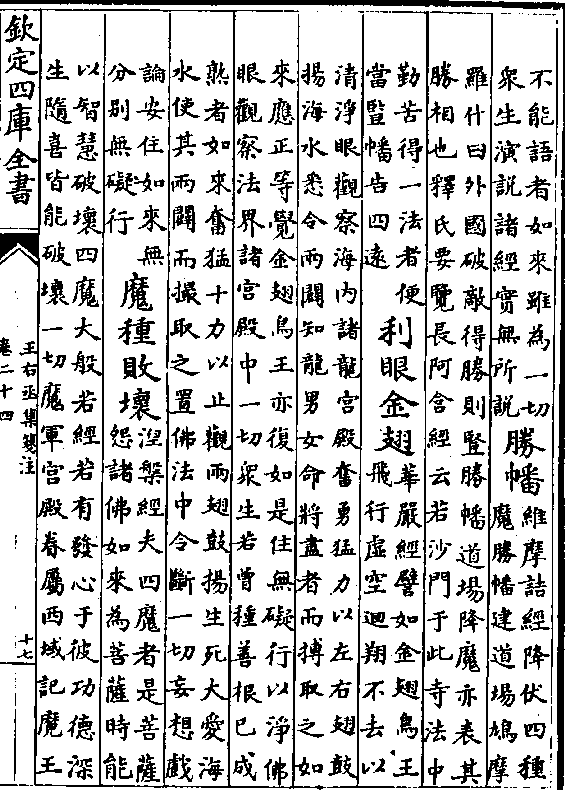 不能語者如來雖為一切
衆生演說諸經實無所說
勝幡
維摩詰經降伏四種
魔勝幡建道場鳩摩
羅什曰外國破敵得勝則豎勝幡道場降魔亦表其
勝相也釋氏要覽長阿含經云若沙門于此寺法中
勤苦得一法者便
當豎幡告四遠
利眼金翅
華嚴經譬如金翅鳥王
飛行虛空迴翔不去以
清淨眼觀察海內諸龍宮殿奮勇猛力以左右翅鼓
揚海水悉令兩闢知龍男女命將盡者而搏取之如
來應正等覺金翅鳥王亦復如是住無礙行以淨佛
眼觀察法界諸宮殿中一切衆生若曾種善根已成
熟者如來奮猛十力以止觀兩翅鼓揚生死大愛海
水使其兩闢而撮取之置佛法中令斷一切妄想戲
論安住如來無
分別無礙行
魔種敗壞
涅槃經夫四魔者是菩薩
怨諸佛如來為菩薩時能
以智慧破壞四魔大般若經若有發心于彼功德深
生隨喜皆能破壞一切魔軍宮殿眷屬西域記魔王
欽定四庫全書
王右丞集箋注
卷二十四
十七